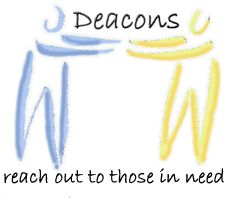 Deacons
reach out to those in need